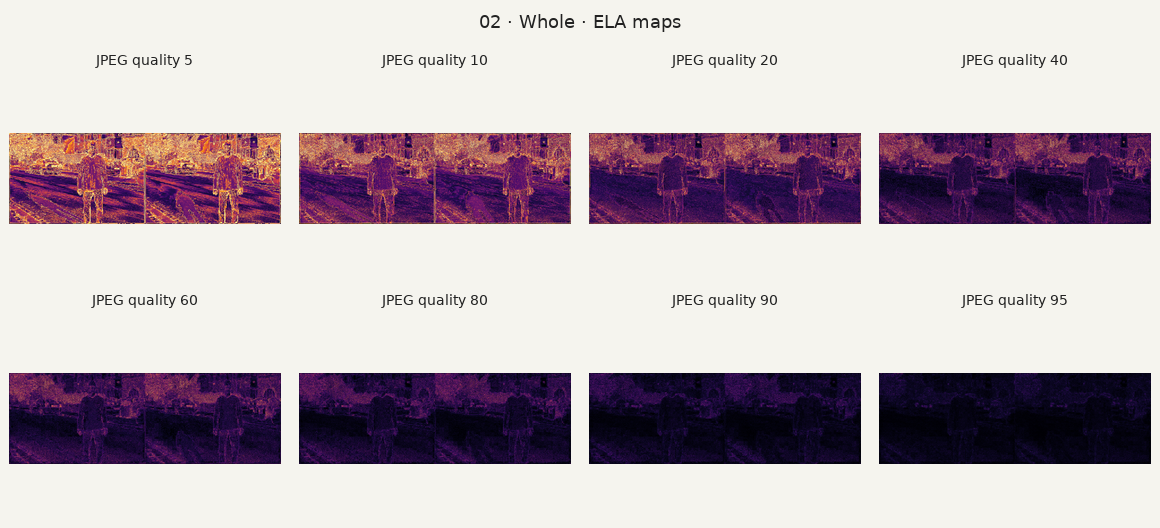 02 · Whole · ELA maps
JPEG quality 5
JPEG quality 10
JPEG quality 20
JPEG quality 40
JPEG quality 60
JPEG quality 80
JPEG quality 90
JPEG quality 95